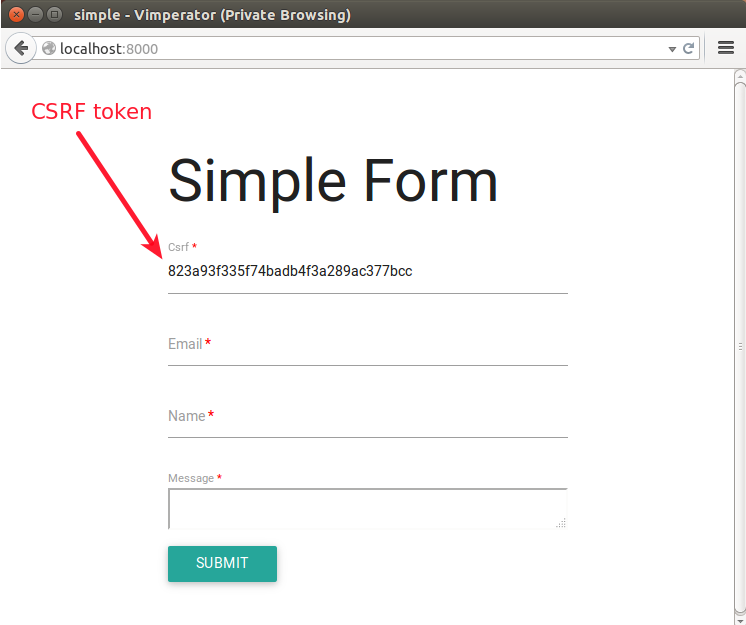 simple - Vimperator (Private Browsing)
localhost:8000
CSRF token
Simple Form
Csrf *
823a93f335f74badb4f3a289ac377bcc
Email *
Name *
Message *
SUBMIT